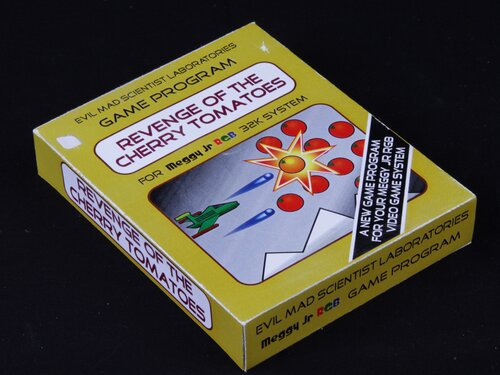 EVIL MAD SCIENTIST LABORATORIES
GAME PROGRAM
REVENGE OF THE
CHERRY TOMATOES
FOR Meggy Jr RGB 32K SYSTEM
A NEW GAME PROGRAM
FOR YOUR MEGGY JR RGB
VIDEO GAME SYSTEM
REVENGE OF THE
CHERRY TOMATOES
EVIL MAD SCIENTIST LABORATORIES
Meggy Jr RGB GAME PROGRAM